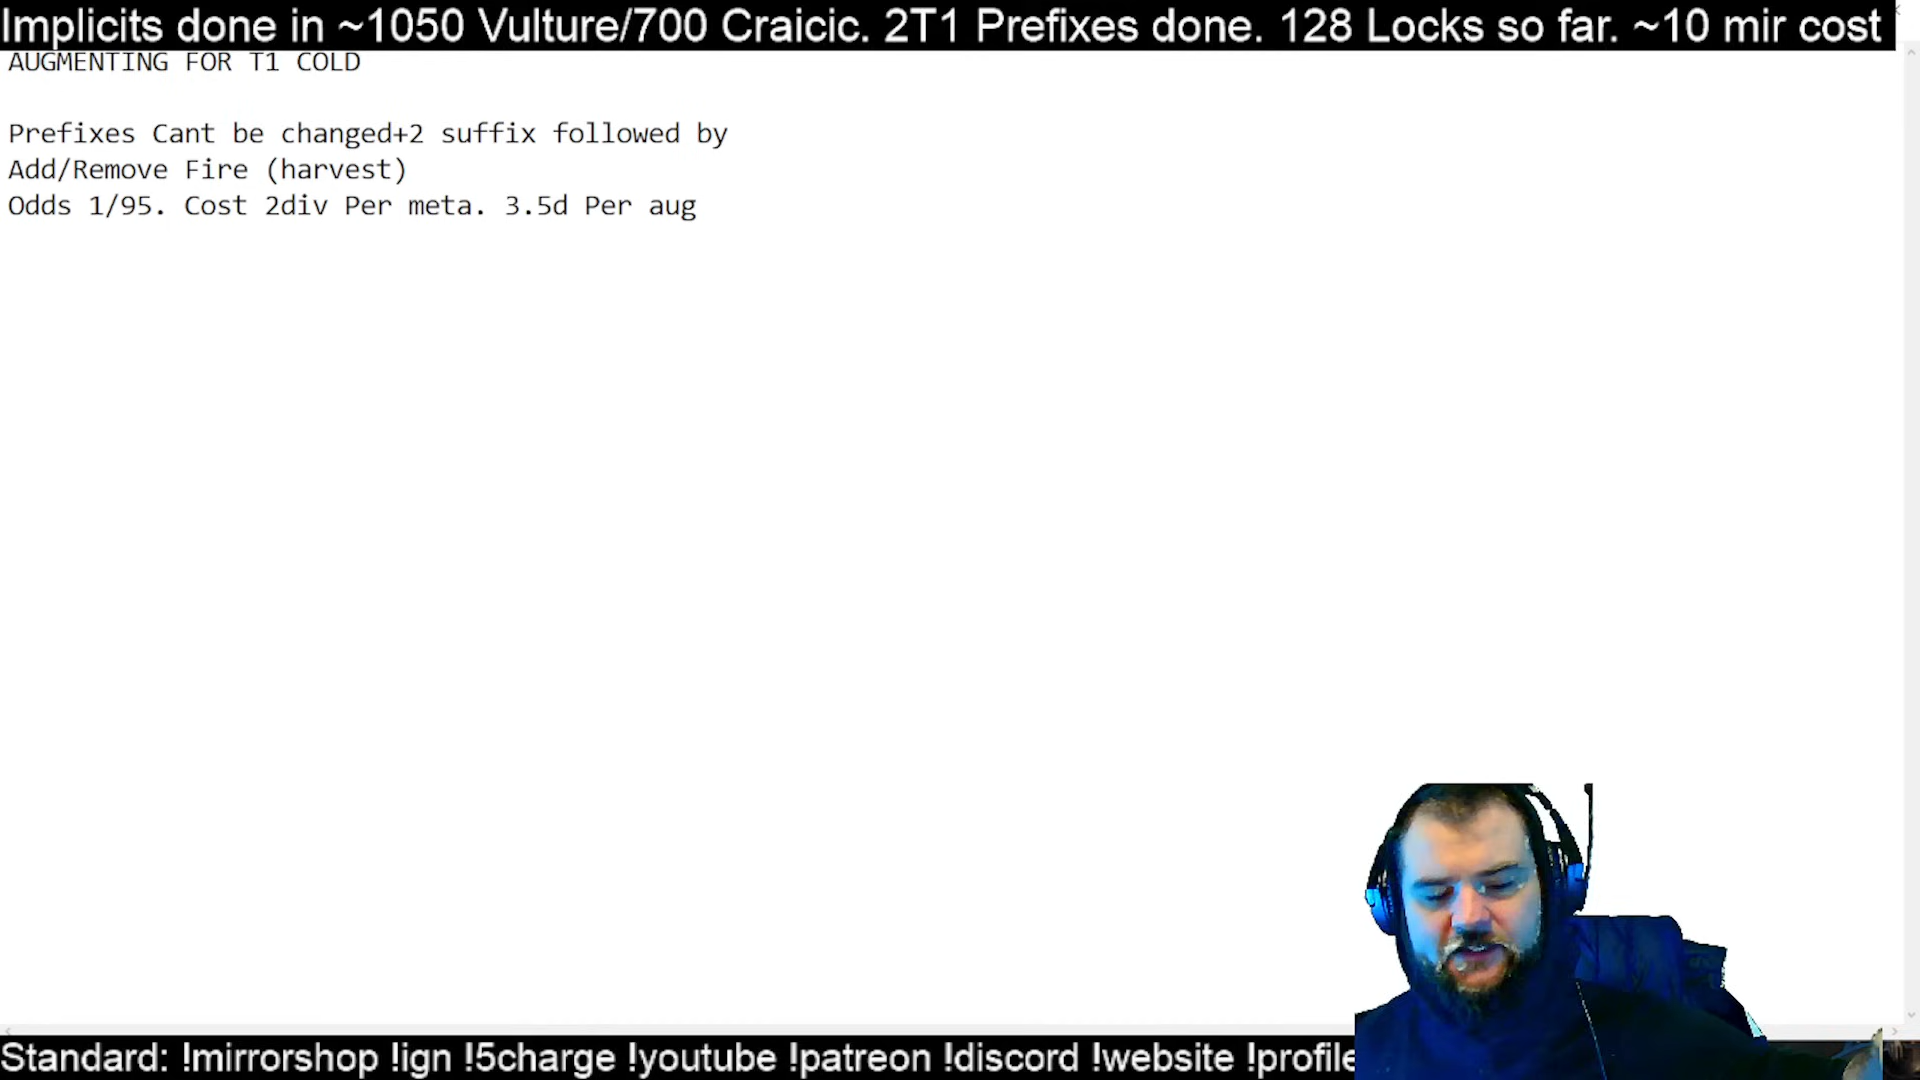 Implicits done in ~1050 Vulture/700 Craicic. 2T1 Prefixes done. 128 Locks so far. ~10 mir cost
AUGMENTING FOR T1 COLD
Prefixes Cant be changed+2 suffix followed by
Add/Remove Fire (harvest)
Odds 1/95. Cost 2div Per meta. 3.5d Per aug
Standard: !mirrorshop !ign !5charge !youtube !patreon !discord !website !profile